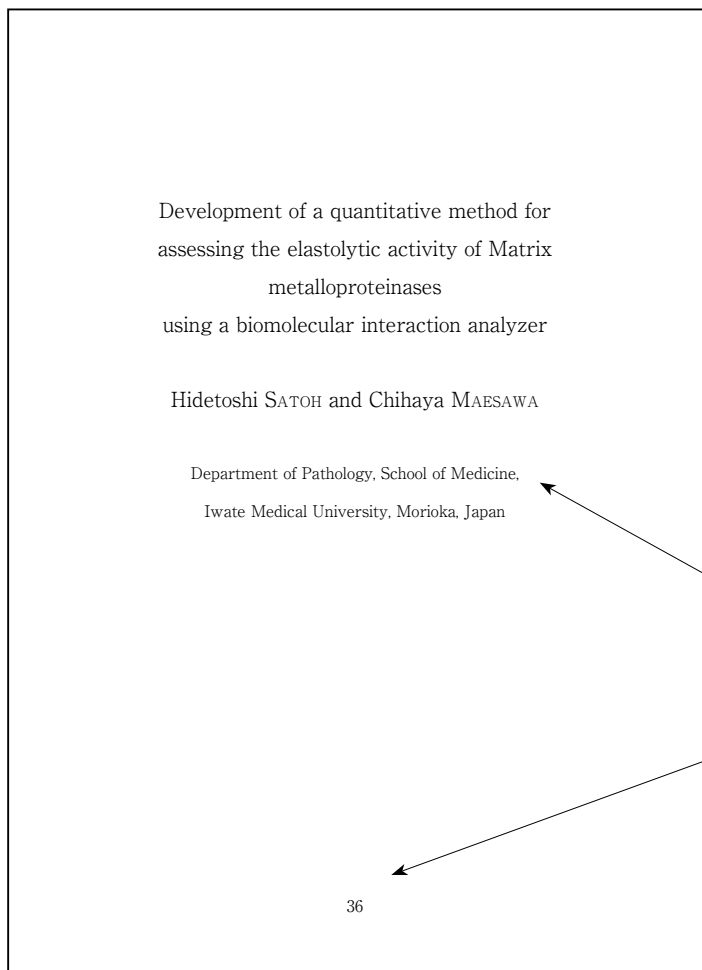 Development of a quantitative method for
assessing the elastolytic activity of Matrix
metalloproteinases
using a biomolecular interaction analyzer
Hidetoshi SATOH and Chihaya MAESAWA
Department of Pathology, School of Medicine,
Iwate Medical University, Morioka, Japan
36